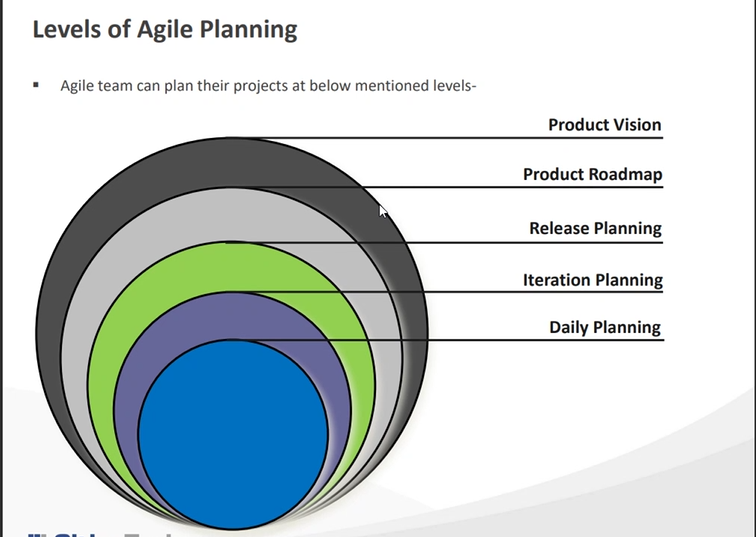 Levels of Agile Planning
▪ Agile team can plan their projects at below mentioned levels-
Product Vision
Product Roadmap
Release Planning
Iteration Planning
Daily Planning